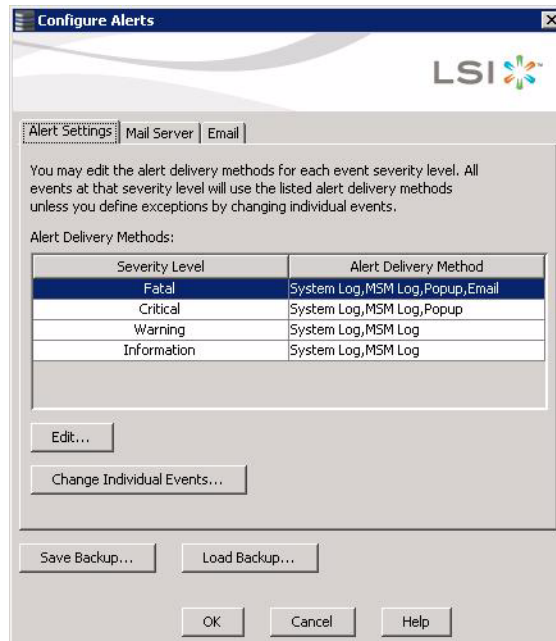 Configure Alerts
LSI
Alert Settings Mail Server Email
You may edit the alert delivery methods for each event severity level. All
events at that severity level will use the listed alert delivery methods
unless you define exceptions by changing individual events.
Alert Delivery Methods:
Severity Level Alert Delivery Method
Fatal System Log,MSM Log,Popup,Email
Critical System Log,MSM Log,Popup
Warning System Log,MSM Log
Information System Log,MSM Log
Edit...
Change Individual Events...
Save Backup... Load Backup...
OK Cancel Help